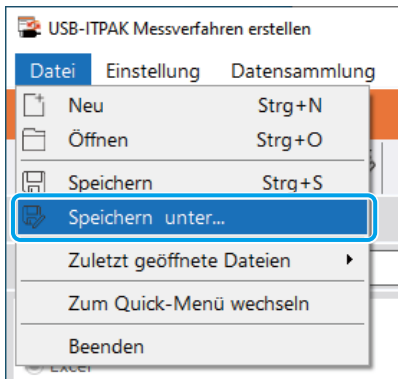 USB-ITPAK Messverfahren erstellen
Datei Einstellung Datensammlung
Neu Strg+N
Öffnen Strg+O
Speichern Strg+S
Speichern unter...
Zuletzt geöffnete Dateien
Zum Quick-Menü wechseln
Beenden
Excel